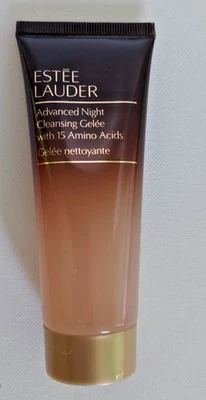 ESTĒE
LAUDER
Advanced Night
Cleansing Gelée
with 15 Amino Acids
Gelée nettoyante